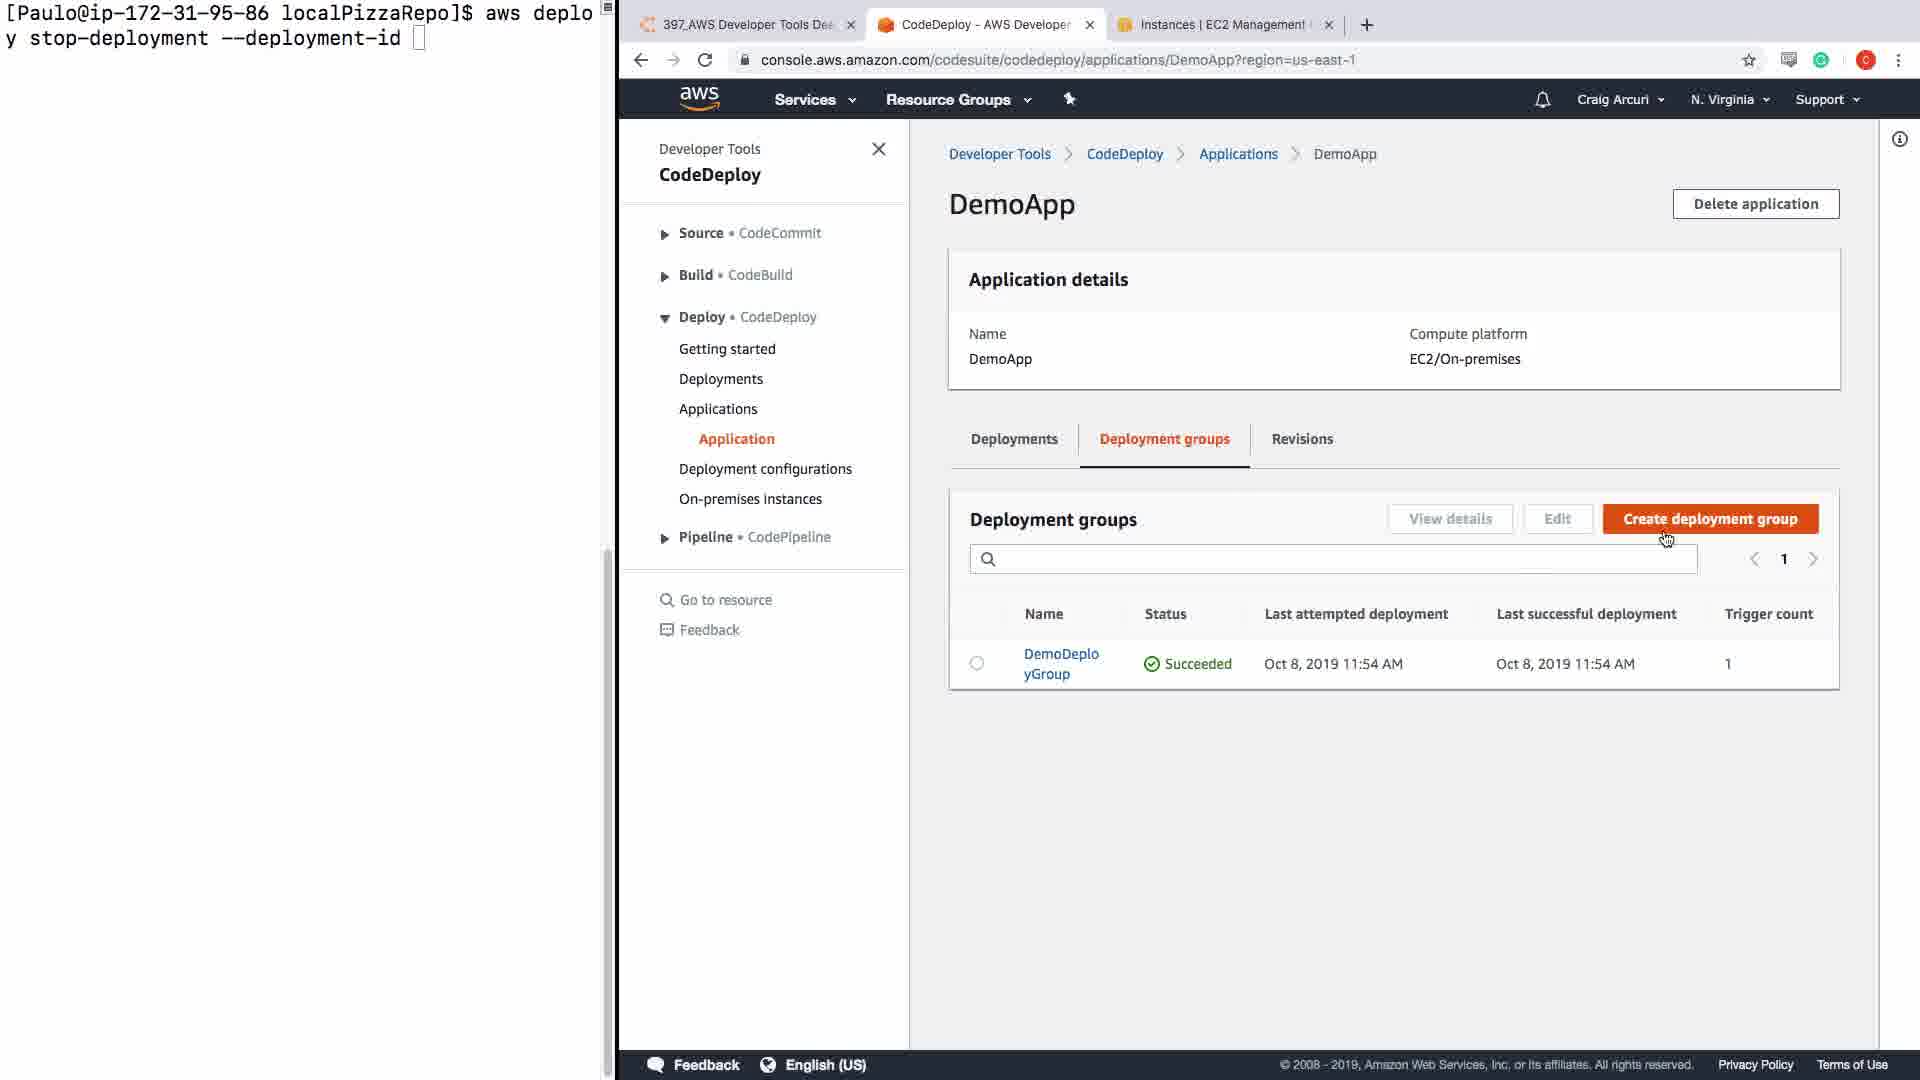 [Paulo@ip-172-31-95-86 localPizzaRepo]$ aws deplo
y stop-deployment --deployment-id
397_AWS Developer Tools Dee
CodeDeploy - AWS Developer
Instances | EC2 Management
console.aws.amazon.com/codesuite/codedeploy/applications/DemoApp?region=us-east-1
C
aws
Services
Resource Groups
Craig Arcuri
N. Virginia
Support
Developer Tools
CodeDeploy
Source • CodeCommit
Build • CodeBuild
Deploy • CodeDeploy
Getting started
Deployments
Applications
Application
Deployment configurations
On-premises instances
Pipeline • CodePipeline
Go to resource
Feedback
Developer Tools
CodeDeploy
Applications
DemoApp
DemoApp
Delete application
Application details
Name
Compute platform
DemoApp
EC2/On-premises
Deployments
Deployment groups
Revisions
Deployment groups
View details
Edit
Create deployment group
1
Name
Status
Last attempted deployment
Last successful deployment
Trigger count
DemoDeplo
yGroup
Succeeded
Oct 8, 2019 11:54 AM
Oct 8, 2019 11:54 AM
1
Feedback
English (US)
© 2008 - 2019, Amazon Web Services, Inc. or its affiliates. All rights reserved.
Privacy Policy
Terms of Use